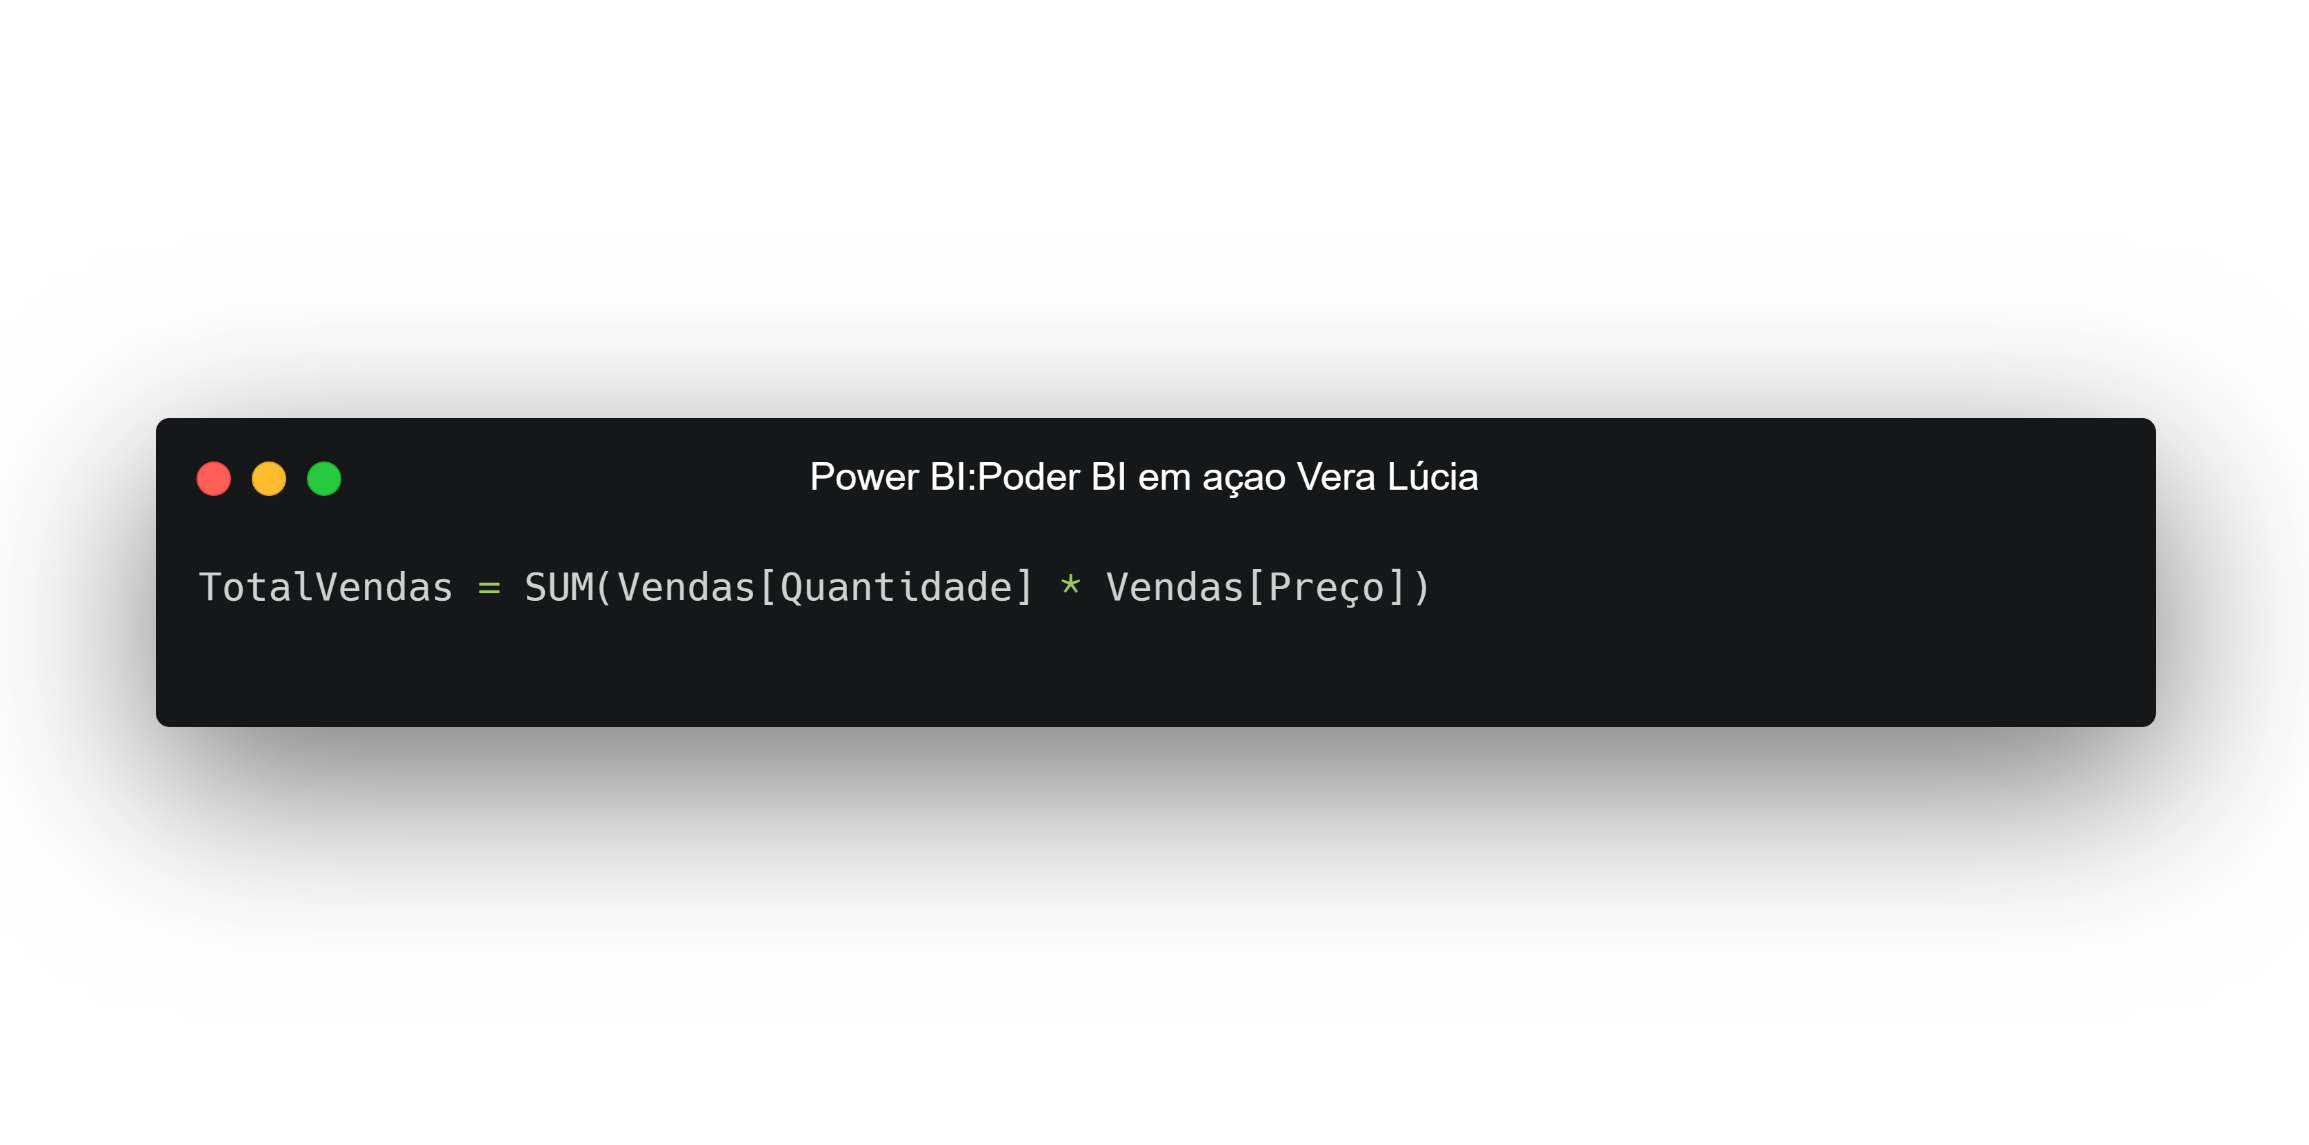 Power BI:Poder BI em açao Vera Lúcia
TotalVendas = SUM(Vendas[Quantidade] * Vendas[Preço])